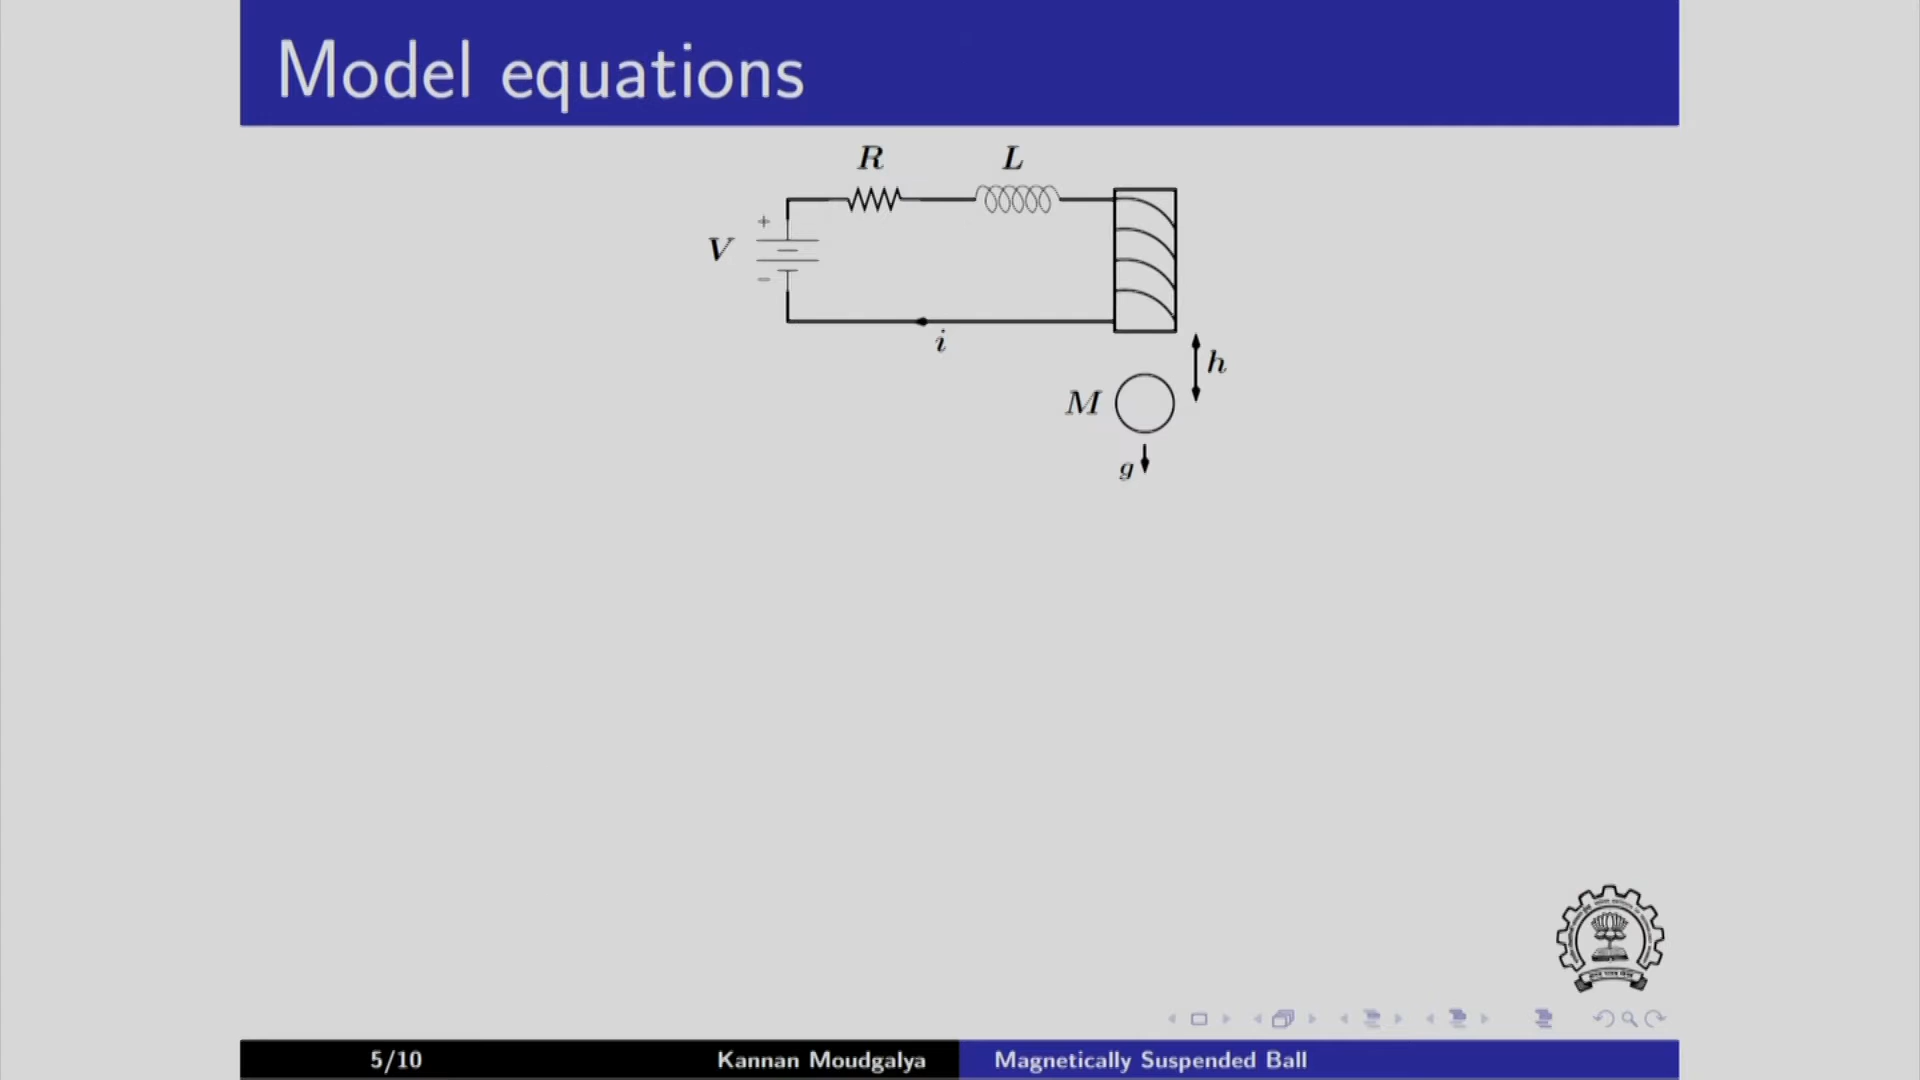 Model equations
R
L
+
V
−
i
h
M
g
5/10
Kannan Moudgalya
Magnetically Suspended Ball